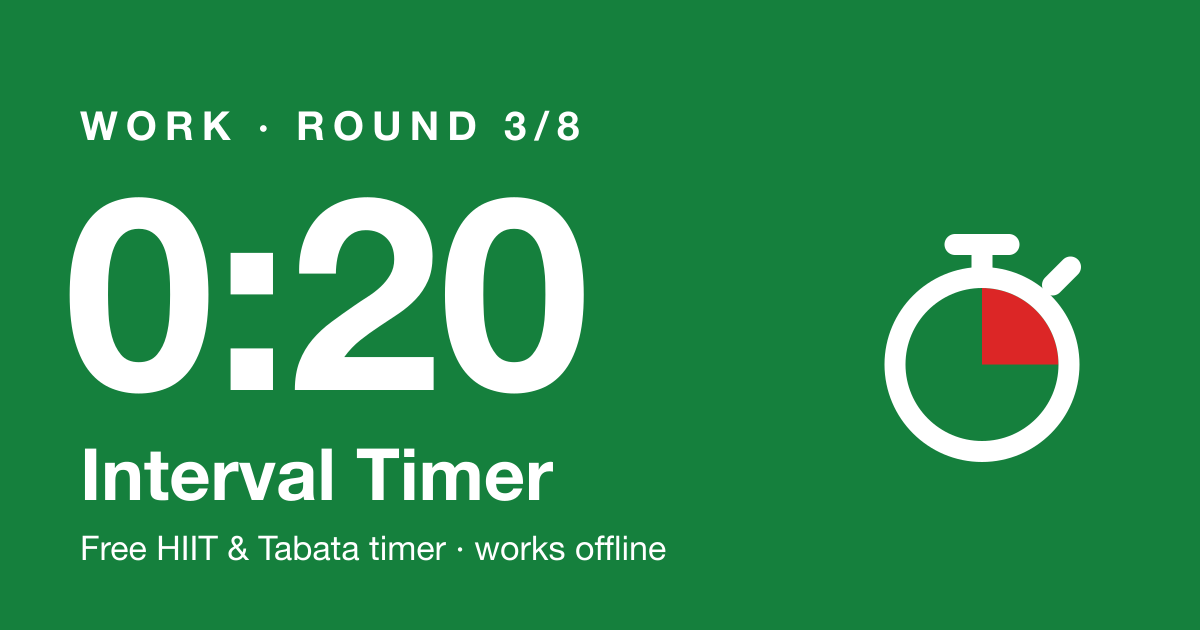 WORK · ROUND 3/8
0:20
Interval Timer
Free HIIT & Tabata timer · works offline